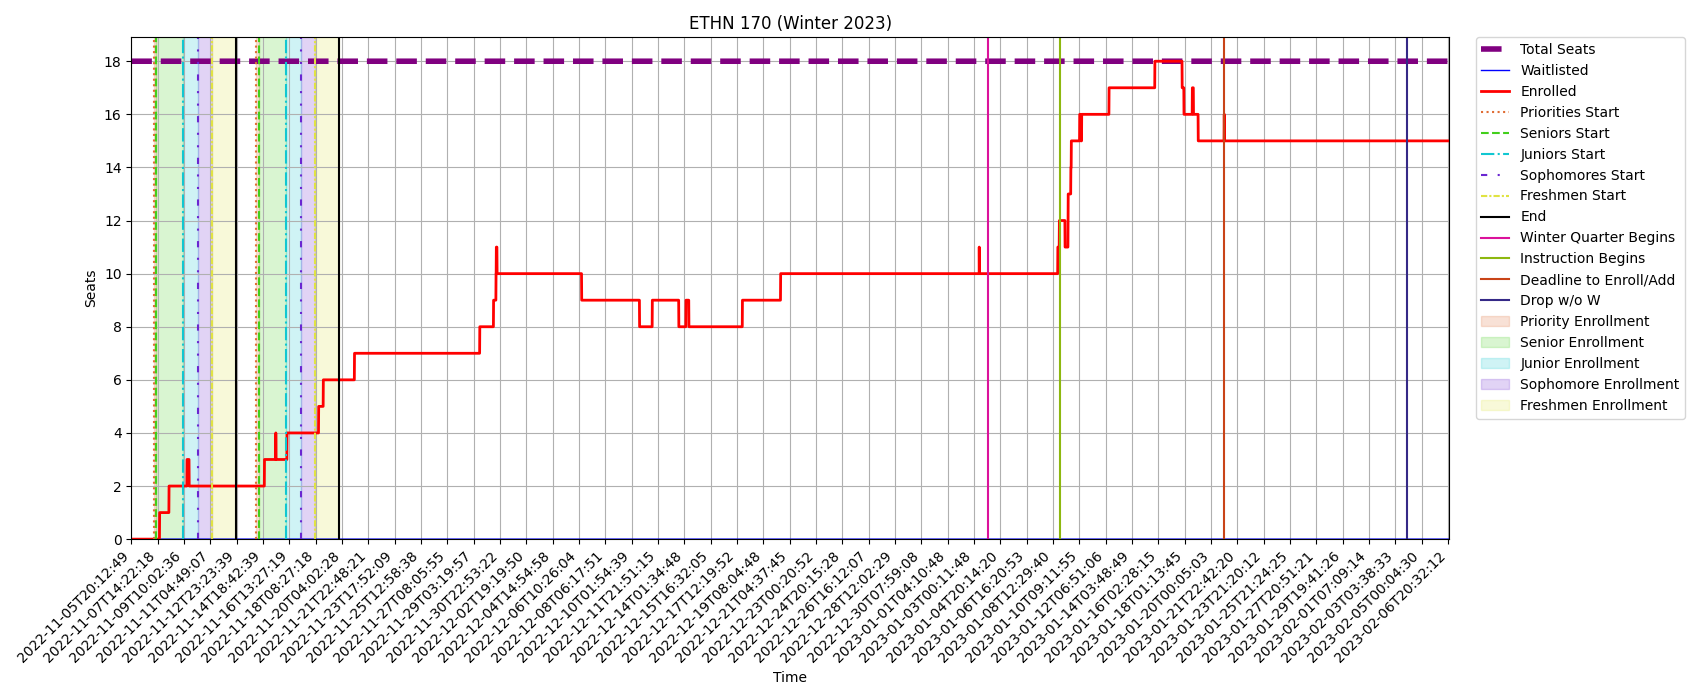 ETHN 170 (Winter 2023)
Seats
18
16
14
12
10
8
6
4
2
0
2022-11-05T20:12:49
2022-11-07T14:22:18
2022-11-09T10:02:36
2022-11-11T04:49:07
2022-11-12T23:23:39
2022-11-14T18:42:39
2022-11-16T13:27:19
2022-11-18T08:27:18
2022-11-20T04:02:28
2022-11-21T22:48:21
2022-11-23T17:52:09
2022-11-25T12:58:38
2022-11-27T08:05:55
2022-11-29T03:19:57
2022-11-30T22:53:22
2022-12-02T19:19:50
2022-12-04T14:54:58
2022-12-06T10:26:04
2022-12-08T06:17:51
2022-12-10T01:54:39
2022-12-11T21:51:15
2022-12-14T01:34:48
2022-12-15T16:32:05
2022-12-17T12:19:52
2022-12-19T08:04:48
2022-12-21T04:37:45
2022-12-23T00:20:52
2022-12-24T20:15:28
2022-12-26T16:12:07
2022-12-28T12:02:29
2022-12-30T07:59:08
2023-01-01T04:10:48
2023-01-03T00:11:48
2023-01-04T20:14:20
2023-01-06T16:20:53
2023-01-08T12:29:40
2023-01-10T09:11:55
2023-01-12T06:51:06
2023-01-14T03:48:49
2023-01-16T02:28:15
2023-01-18T01:13:45
2023-01-20T00:05:03
2023-01-21T22:42:20
2023-01-23T21:20:12
2023-01-25T21:24:25
2023-01-27T20:51:21
2023-01-29T19:41:26
2023-02-01T07:09:14
2023-02-03T03:38:33
2023-02-05T00:04:30
2023-02-06T20:32:12
Time
Total Seats
Waitlisted
Enrolled
Priorities Start
Seniors Start
Juniors Start
Sophomores Start
Freshmen Start
End
Winter Quarter Begins
Instruction Begins
Deadline to Enroll/Add
Drop w/o W
Priority Enrollment
Senior Enrollment
Junior Enrollment
Sophomore Enrollment
Freshmen Enrollment